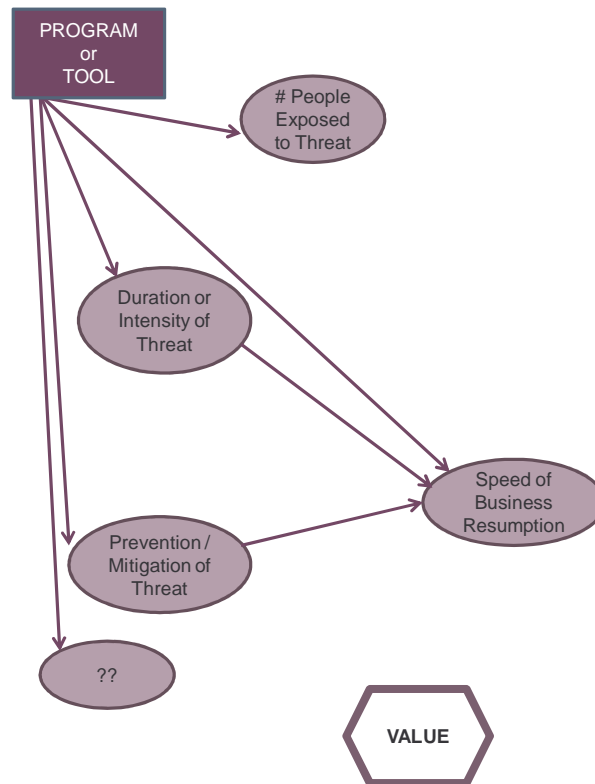 PROGRAM
or
TOOL
# People
Exposed
to Threat
Duration or
Intensity of
Threat
Speed of
Business
Resumption
Prevention /
Mitigation of
Threat
??
VALUE